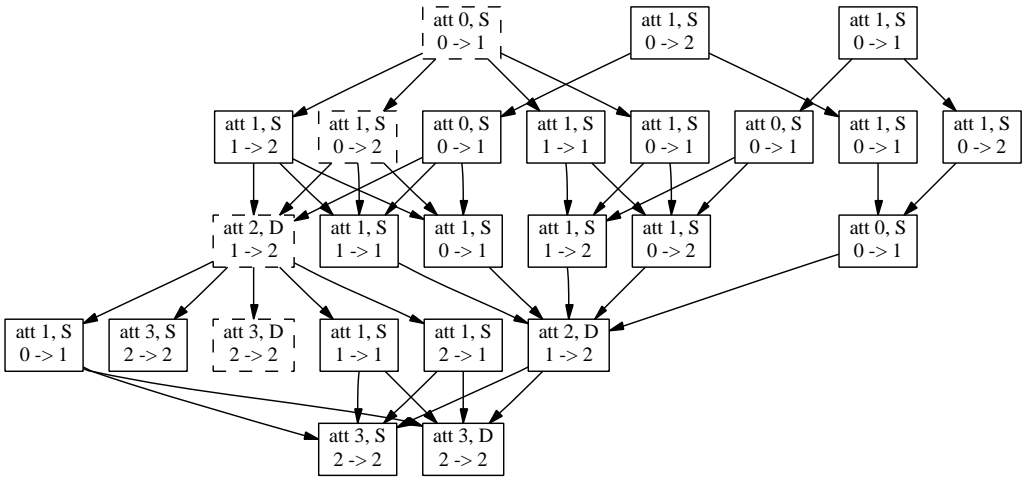 att 0, S
0 -> 1
att 1, S
0 -> 2
att 1, S
0 -> 1
att 1, S
1 -> 2
att 1, S
0 -> 2
att 0, S
0 -> 1
att 1, S
1 -> 1
att 1, S
0 -> 1
att 0, S
0 -> 1
att 1, S
0 -> 1
att 1, S
0 -> 2
att 2, D
1 -> 2
att 1, S
1 -> 1
att 1, S
0 -> 1
att 1, S
1 -> 2
att 1, S
0 -> 2
att 0, S
0 -> 1
att 1, S
0 -> 1
att 3, S
2 -> 2
att 3, D
2 -> 2
att 1, S
1 -> 1
att 1, S
2 -> 1
att 2, D
1 -> 2
att 3, S
2 -> 2
att 3, D
2 -> 2